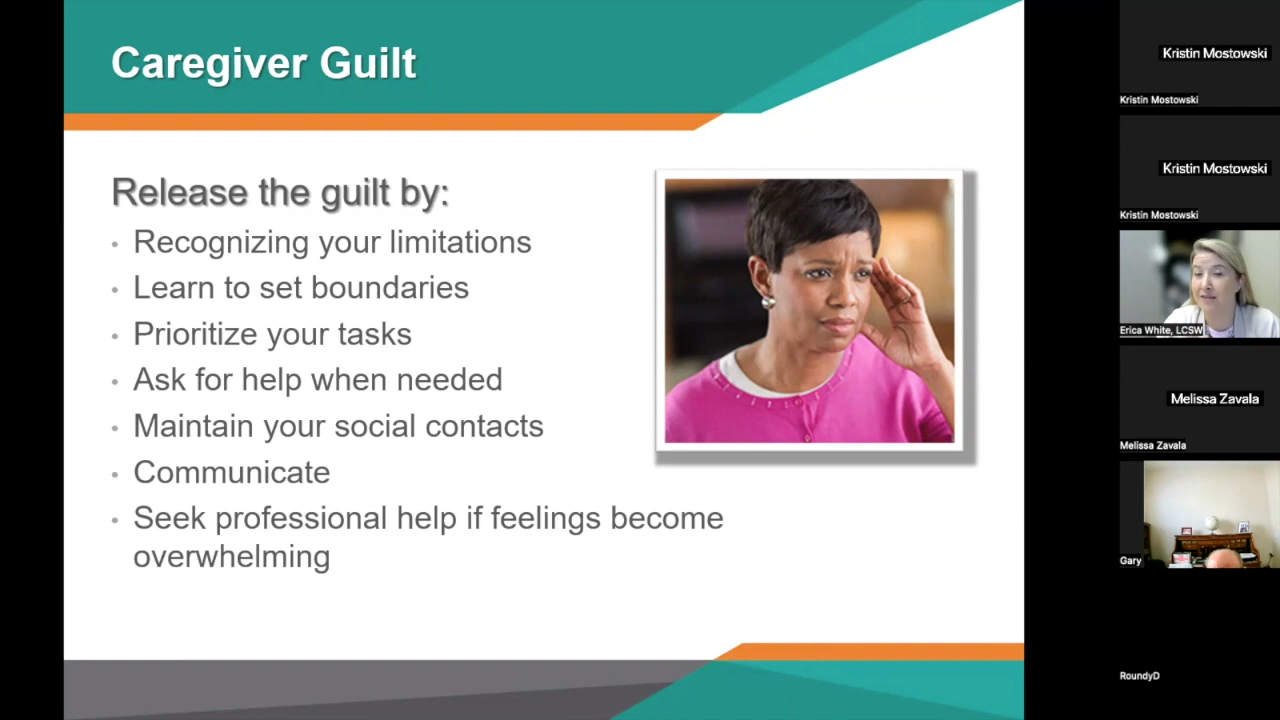 Caregiver Guilt
Release the guilt by:
• Recognizing your limitations
• Learn to set boundaries
• Prioritize your tasks
• Ask for help when needed
• Maintain your social contacts
• Communicate
• Seek professional help if feelings become
overwhelming
Kristin Mostowski
Kristin Mostowski
Kristin Mostowski
Kristin Mostowski
Erica White, LCSW
Melissa Zavala
Melissa Zavala
Gary
RoundyD